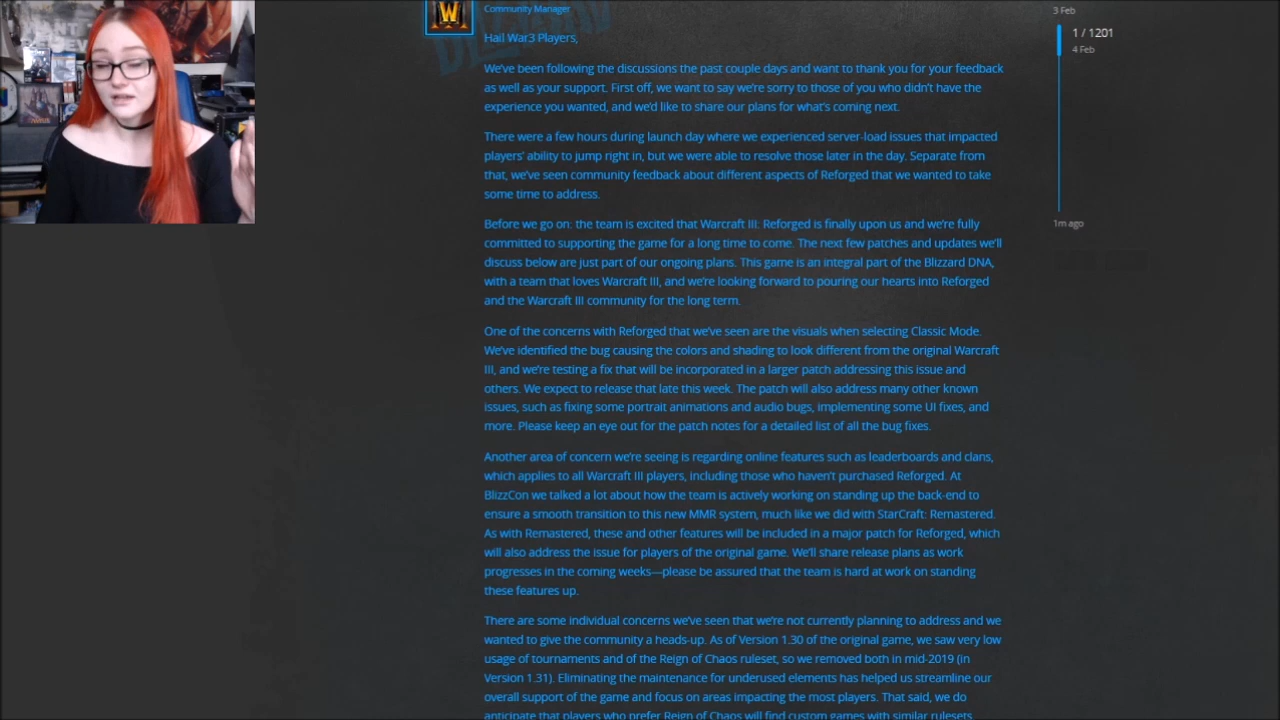 Community Manager
3 Feb
Hail War3 Players,
1 / 1201
4 Feb
We've been following the discussions the past couple days and want to thank you for your feedback
as well as your support. First off, we want to say we're sorry to those of you who didn't have the
experience you wanted, and we'd like to share our plans for what's coming next.
There were a few hours during launch day where we experienced server-load issues that impacted
players' ability to jump right in, but we were able to resolve those later in the day. Separate from
that, we've seen community feedback about different aspects of Reforged that we wanted to take
some time to address.
1m ago
Before we go on: the team is excited that Warcraft III: Reforged is finally upon us and we're fully
committed to supporting the game for a long time to come. The next few patches and updates we'll
discuss below are just part of our ongoing plans. This game is an integral part of the Blizzard DNA,
with a team that loves Warcraft III, and we're looking forward to pouring our hearts into Reforged
and the Warcraft III community for the long term.
One of the concerns with Reforged that we've seen are the visuals when selecting Classic Mode.
We've identified the bug causing the colors and shading to look different from the original Warcraft
III, and we're testing a fix that will be incorporated in a larger patch addressing this issue and
others. We expect to release that late this week. The patch will also address many other known
issues, such as fixing some portrait animations and audio bugs, implementing some UI fixes, and
more. Please keep an eye out for the patch notes for a detailed list of all the bug fixes.
Another area of concern we're seeing is regarding online features such as leaderboards and clans,
which applies to all Warcraft III players, including those who haven't purchased Reforged. At
BlizzCon we talked a lot about how the team is actively working on standing up the back-end to
ensure a smooth transition to this new MMR system, much like we did with StarCraft: Remastered.
As with Remastered, these and other features will be included in a major patch for Reforged, which
will also address the issue for players of the original game. We'll share release plans as work
progresses in the coming weeks—please be assured that the team is hard at work on standing
these features up.
There are some individual concerns we've seen that we're not currently planning to address and we
wanted to give the community a heads-up. As of Version 1.30 of the original game, we saw very low
usage of tournaments and of the Reign of Chaos ruleset, so we removed both in mid-2019 (in
Version 1.31). Eliminating the maintenance for underused elements has helped us streamline our
overall support of the game and focus on areas impacting the most players. That said, we do
anticipate that players who prefer Reign of Chaos will find custom games with similar rulesets